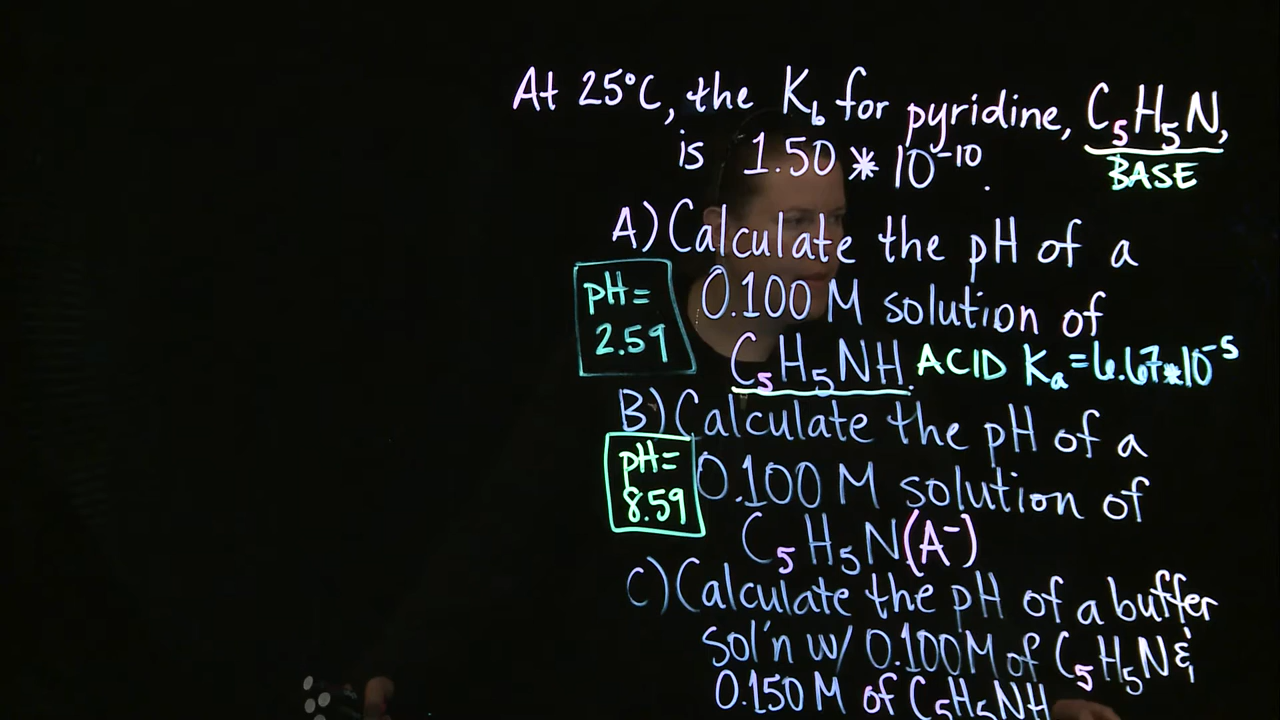 At 25°C, the K_b for pyridine, C₅H₅N,
is 1.50 * 10⁻¹⁰.
BASE
A) Calculate the pH of a
0.100 M solution of
C₅H₅NH. ACID Kₐ=6.67*10⁻⁵
pH=
2.59
B) Calculate the pH of a
0.100 M solution of
C₅H₅N(A⁻)
pH=
8.59
C) Calculate the pH of a buffer
sol'n w/ 0.100 M of C₅H₅N &
0.150 M of C₅H₅NH